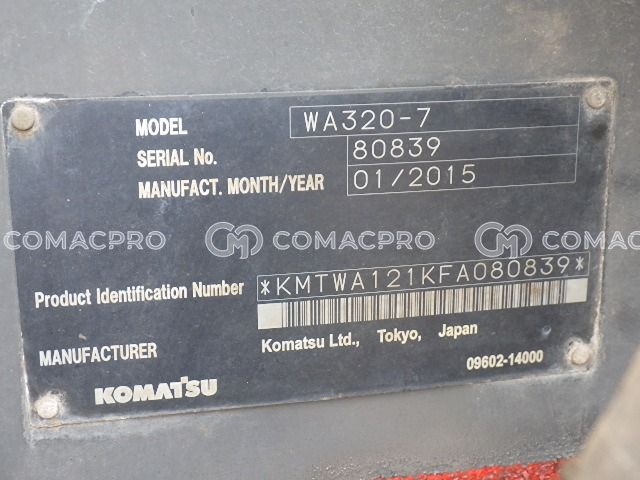 MODEL WA320-7
SERIAL No. 80839
MANUFACT. MONTH/YEAR 01/2015
COMACPRO COMACPRO COMACPRO
Product Identification Number *KMTWA121KFA080839*
MANUFACTURER Komatsu Ltd., Tokyo, Japan
KOMATSU 09602-14000